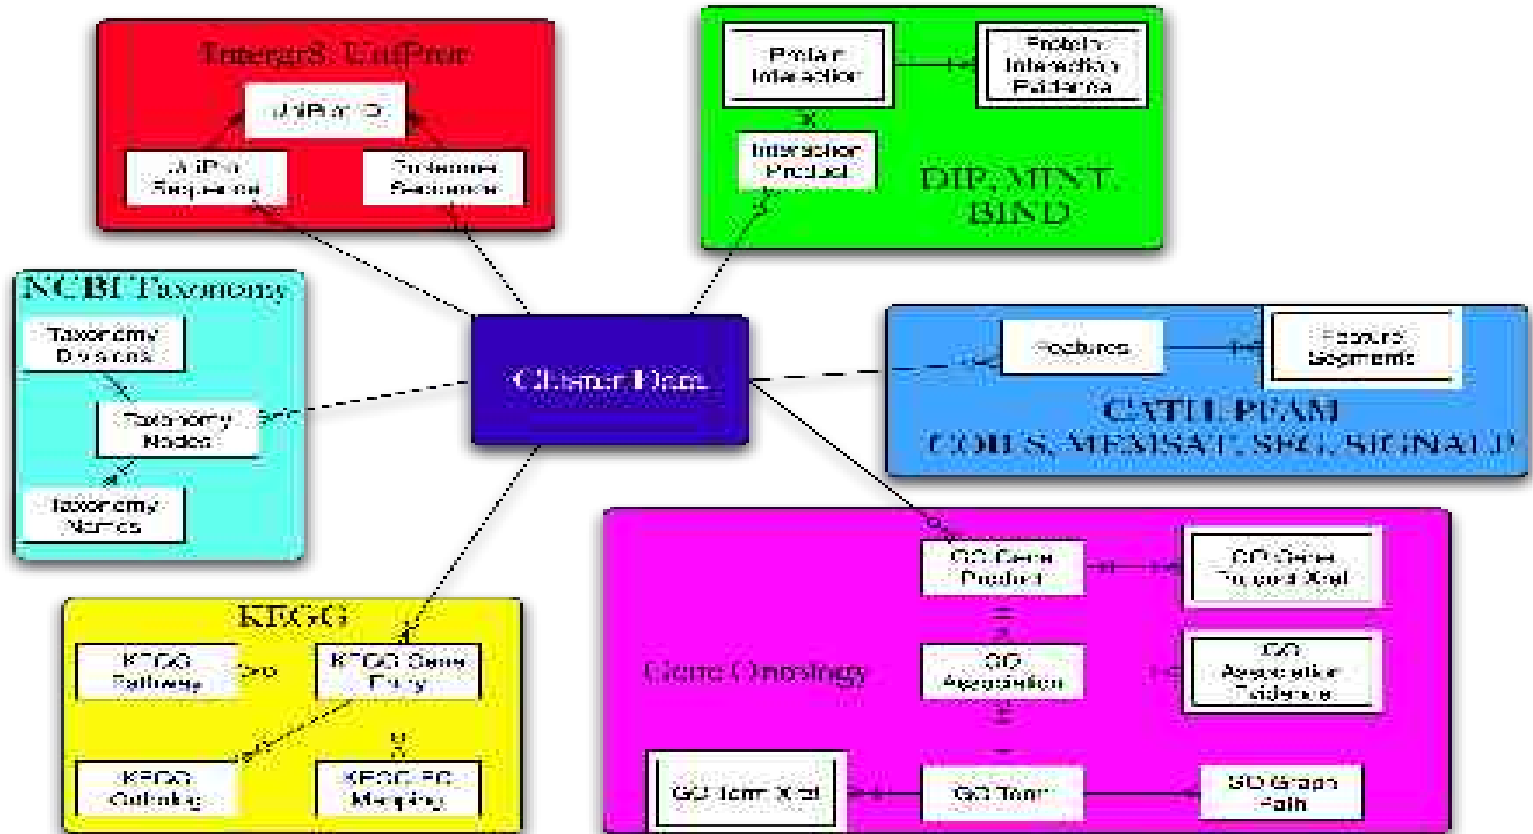 UniProt
UniProt ID
UniProt
Sequence
Sequence
Protein
Interaction
Protein
Interaction
Evidence
Interaction
Product
DIP, MINT,
BIND
NCBI Taxonomy
Taxonomy
Divisions
Taxonomy
Nodes
Taxonomy
Names
Cluster Data
Features
Feature
Segments
CATH, PFAM
COILS, MEMSAT, SEG, SIGNALP
KEGG
KEGG
Pathway
KEGG Gene
Entry
KEGG
Ortholog
KEGG EC
Mapping
Gene Ontology
GO Gene
Product
GO Gene
Product Xref
GO
Association
GO
Association
Evidence
GO Term Xref
GO Term
GO Graph
Path